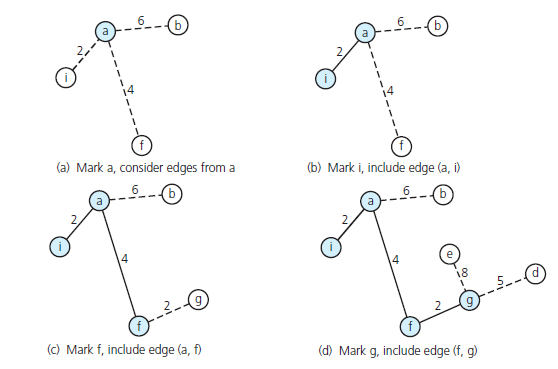 6
a
b
2
i
4
f
(a) Mark a, consider edges from a
6
a
b
2
i
4
f
(b) Mark i, include edge (a, i)
6
a
b
2
i
4
2
g
f
(c) Mark f, include edge (a, f)
6
a
b
2
i
e
4
8
5
d
2
g
f
(d) Mark g, include edge (f, g)